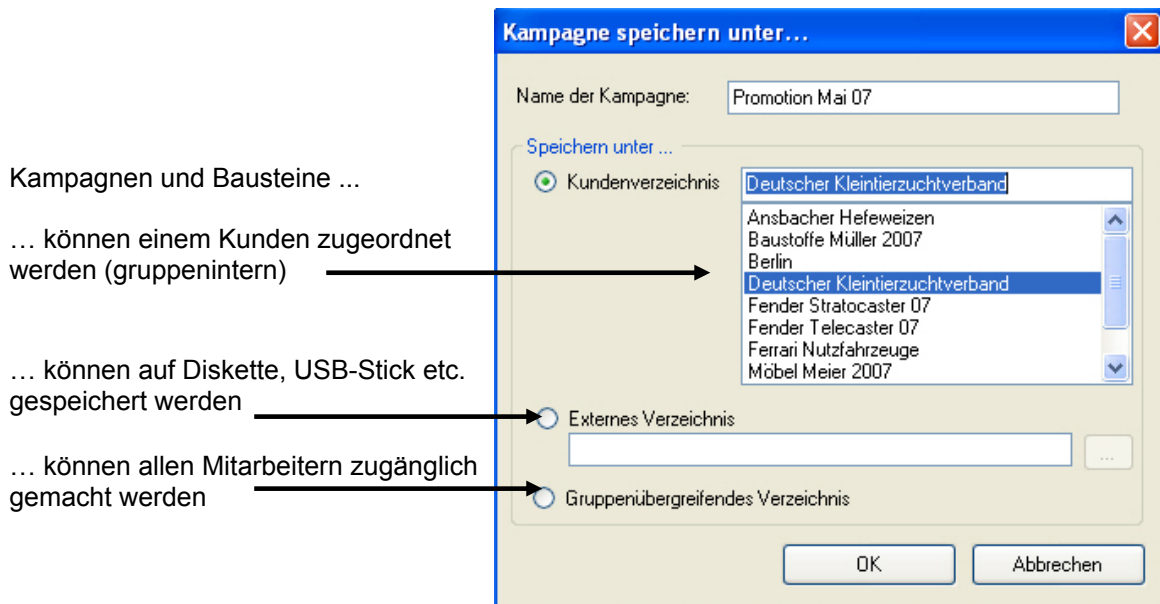 Kampagne speichern unter...
Name der Kampagne:
Promotion Mai 07
Speichern unter ...
Kampagnen und Bausteine ...
Kundenverzeichnis
Deutscher Kleintierzuchtverband
… können einem Kunden zugeordnet
werden (gruppenintern)
Ansbacher Hefeweizen
Baustoffe Müller 2007
Berlin
Deutscher Kleintierzuchtverband
Fender Stratocaster 07
Fender Telecaster 07
Ferrari Nutzfahrzeuge
Möbel Meier 2007
… können auf Diskette, USB-Stick etc.
gespeichert werden
Externes Verzeichnis
...
… können allen Mitarbeitern zugänglich
gemacht werden
Gruppenübergreifendes Verzeichnis
OK
Abbrechen